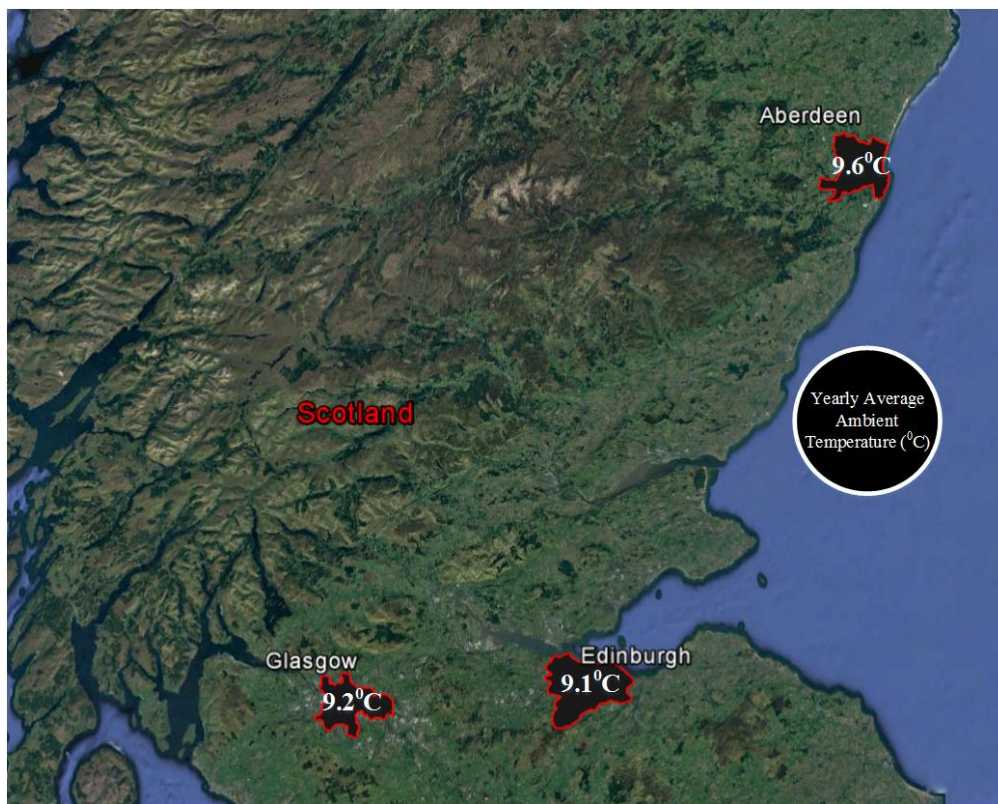 Aberdeen
9.6⁰C
Yearly Average
Ambient
Temperature (⁰C)
Scotland
Glasgow
9.2⁰C
Edinburgh
9.1⁰C